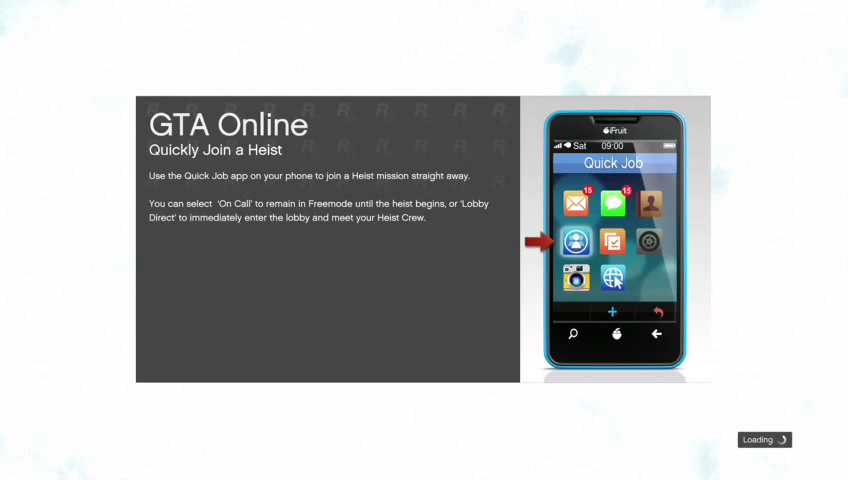 GTA Online
Quickly Join a Heist
Use the Quick Job app on your phone to join a Heist mission straight away.
You can select 'On Call' to remain in Freemode until the heist begins, or 'Lobby
Direct' to immediately enter the lobby and meet your Heist Crew.
iFruit
Sat 09:00
Quick Job
15 15
Loading